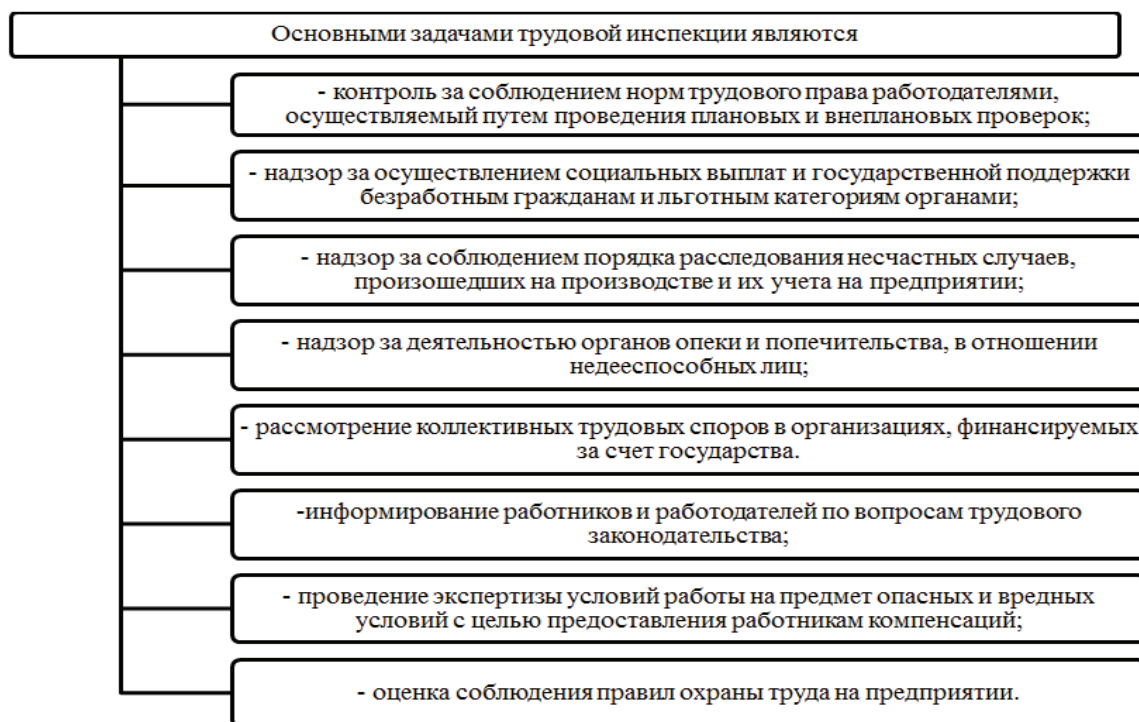 Основными задачами трудовой инспекции являются
- контроль за соблюдением норм трудового права работодателями,
осуществляемый путем проведения плановых и внеплановых проверок;
- надзор за осуществлением социальных выплат и государственной поддержки
безработным гражданам и льготным категориям органами;
- надзор за соблюдением порядка расследования несчастных случаев,
произошедших на производстве и их учета на предприятии;
- надзор за деятельностью органов опеки и попечительства, в отношении
недееспособных лиц;
- рассмотрение коллективных трудовых споров в организациях, финансируемых
за счет государства.
-информирование работников и работодателей по вопросам трудового
законодательства;
- проведение экспертизы условий работы на предмет опасных и вредных
условий с целью предоставления работникам компенсаций;
- оценка соблюдения правил охраны труда на предприятии.